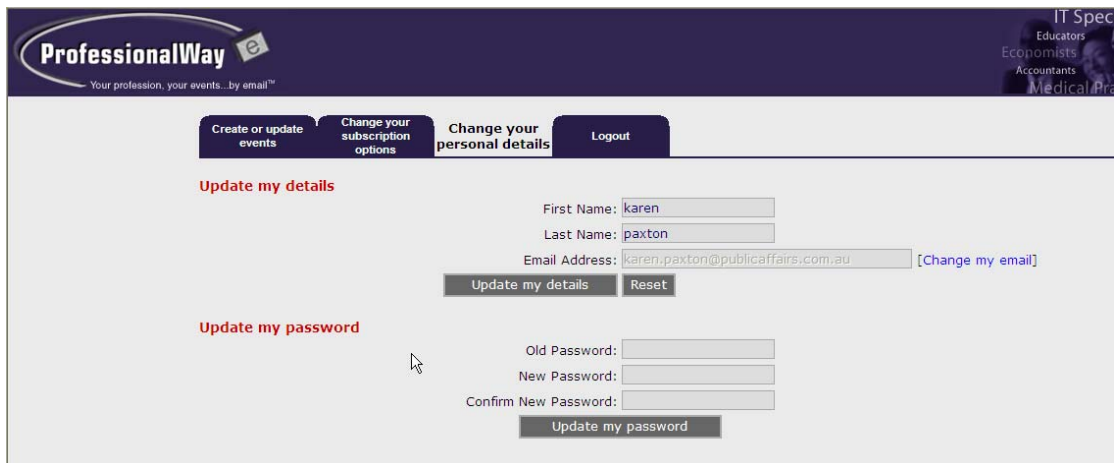 IT Spec
Educators
Economists
ProfessionalWay e
Accountants
Your profession, your events...by email™
Medical Pra
Create or update
events
Change your
subscription
options
Change your
personal details
Logout
Update my details
First Name: karen
Last Name: paxton
Email Address: karen.paxton@publicaffairs.com.au [Change my email]
Update my details Reset
Update my password
Old Password:
New Password:
Confirm New Password:
Update my password